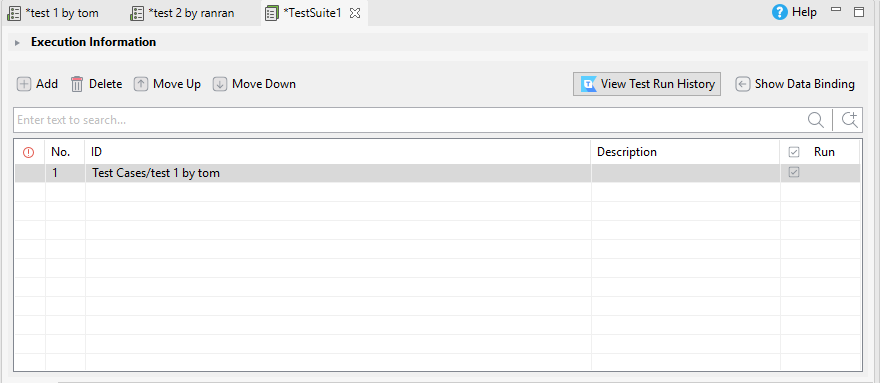 *test 1 by tom *test 2 by ranran *TestSuite1 Help
Execution Information
Add Delete Move Up Move Down View Test Run History Show Data Binding
Enter text to search...
No. ID Description Run
1 Test Cases/test 1 by tom